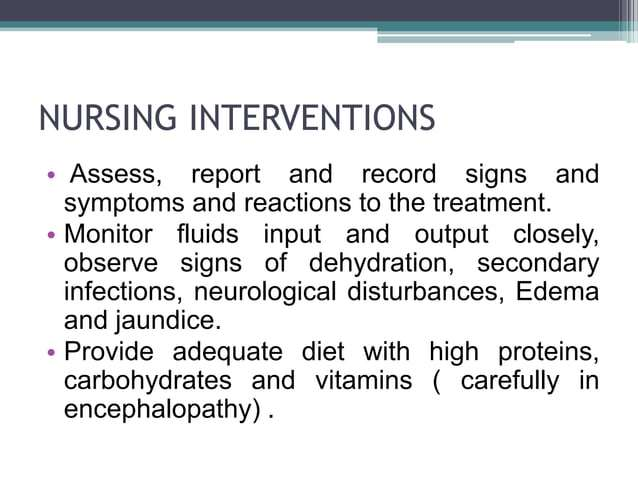 NURSING INTERVENTIONS
• Assess, report and record signs and
symptoms and reactions to the treatment.
• Monitor fluids input and output closely,
observe signs of dehydration, secondary
infections, neurological disturbances, Edema
and jaundice.
• Provide adequate diet with high proteins,
carbohydrates and vitamins ( carefully in
encephalopathy) .